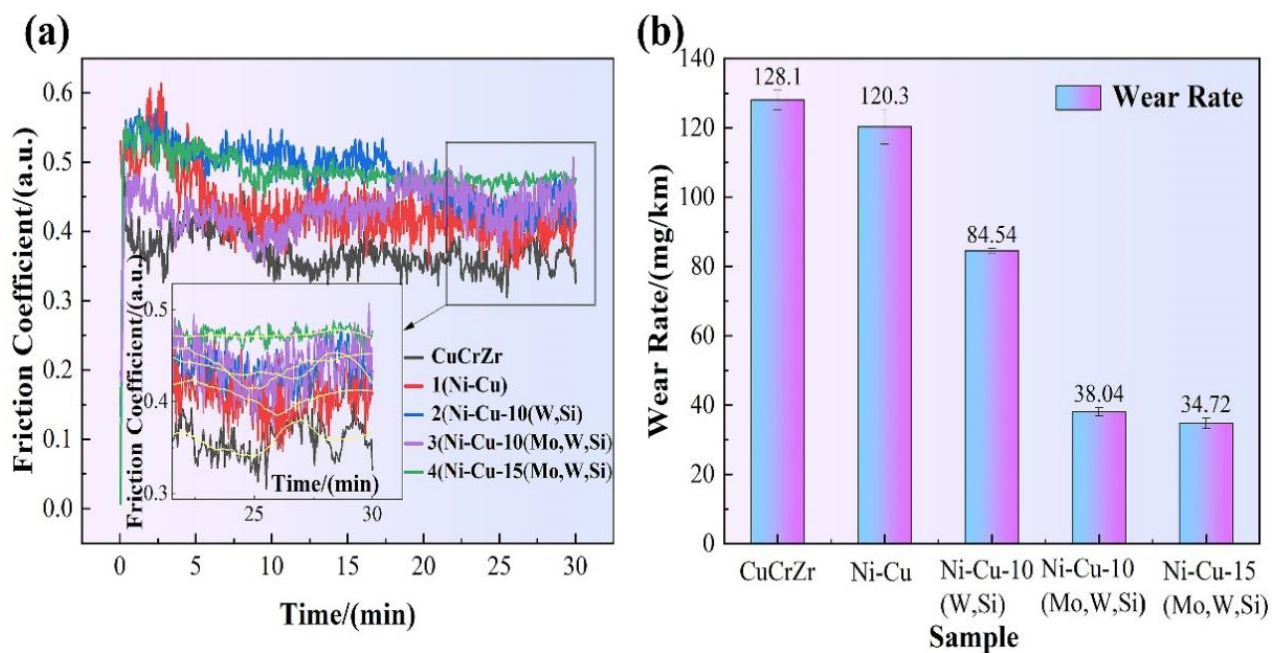 (a)
0.6
0.5
0.4
0.3
0.2
0.1
0.0
Friction Coefficient/(a.u.)
0 5 10 15 20 25 30
Time/(min)
0.5
0.4
0.3
Friction Coefficient/(a.u.)
Time/(min)
25 30
CuCrZr
1(Ni-Cu)
2(Ni-Cu-10(W,Si)
3(Ni-Cu-10(Mo,W,Si)
4(Ni-Cu-15(Mo,W,Si)
(b)
140
120
100
80
60
40
20
0
Wear Rate/(mg/km)
Wear Rate
128.1
120.3
84.54
38.04
34.72
CuCrZr
Ni-Cu
Ni-Cu-10
(W,Si)
Ni-Cu-10
(Mo,W,Si)
Ni-Cu-15
(Mo,W,Si)
Sample